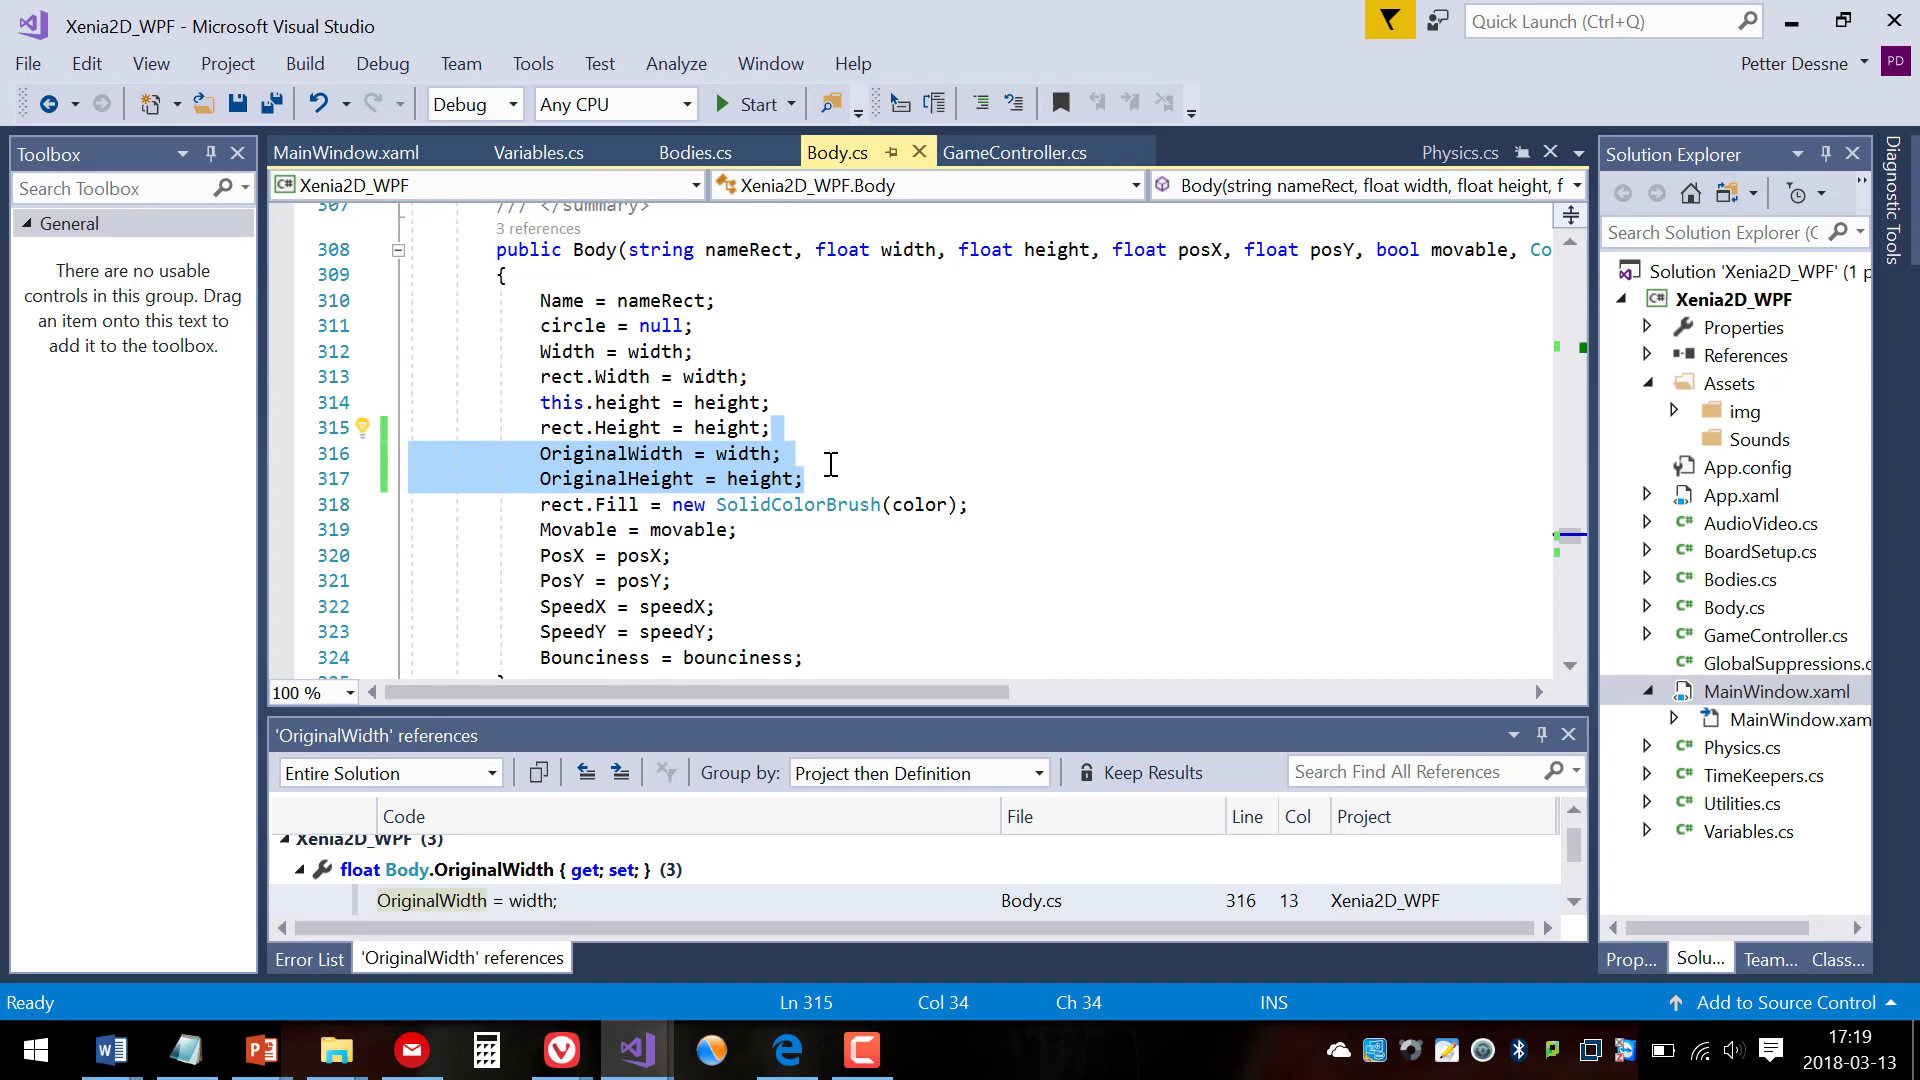 Xenia2D_WPF - Microsoft Visual Studio
Quick Launch (Ctrl+Q)
File Edit View Project Build Debug Team Tools Test Analyze Window Help
Petter Dessne PD
Debug Any CPU Start
Toolbox
Search Toolbox
General
There are no usable
controls in this group. Drag
an item onto this text to
add it to the toolbox.
MainWindow.xaml Variables.cs Bodies.cs Body.cs GameController.cs Physics.cs
Xenia2D_WPF Xenia2D_WPF.Body Body(string nameRect, float width, float height, f
307 /// </summary>
3 references
308 public Body(string nameRect, float width, float height, float posX, float posY, bool movable, Co
309 {
310 Name = nameRect;
311 circle = null;
312 Width = width;
313 rect.Width = width;
314 this.height = height;
315 rect.Height = height;
316 OriginalWidth = width;
317 OriginalHeight = height;
318 rect.Fill = new SolidColorBrush(color);
319 Movable = movable;
320 PosX = posX;
321 PosY = posY;
322 SpeedX = speedX;
323 SpeedY = speedY;
324 Bounciness = bounciness;
100 %
'OriginalWidth' references
Entire Solution Group by: Project then Definition Keep Results Search Find All References
Code File Line Col Project
Xenia2D_WPF (3)
float Body.OriginalWidth { get; set; } (3)
OriginalWidth = width; Body.cs 316 13 Xenia2D_WPF
Error List 'OriginalWidth' references
Solution Explorer
Search Solution Explorer (C
Solution 'Xenia2D_WPF' (1 p
Xenia2D_WPF
Properties
References
Assets
img
Sounds
App.config
App.xaml
AudioVideo.cs
BoardSetup.cs
Bodies.cs
Body.cs
GameController.cs
GlobalSuppressions.c
MainWindow.xaml
MainWindow.xam
Physics.cs
TimeKeepers.cs
Utilities.cs
Variables.cs
Prop... Solu... Team... Class...
Diagnostic Tools
Ready Ln 315 Col 34 Ch 34 INS Add to Source Control
17:19
2018-03-13